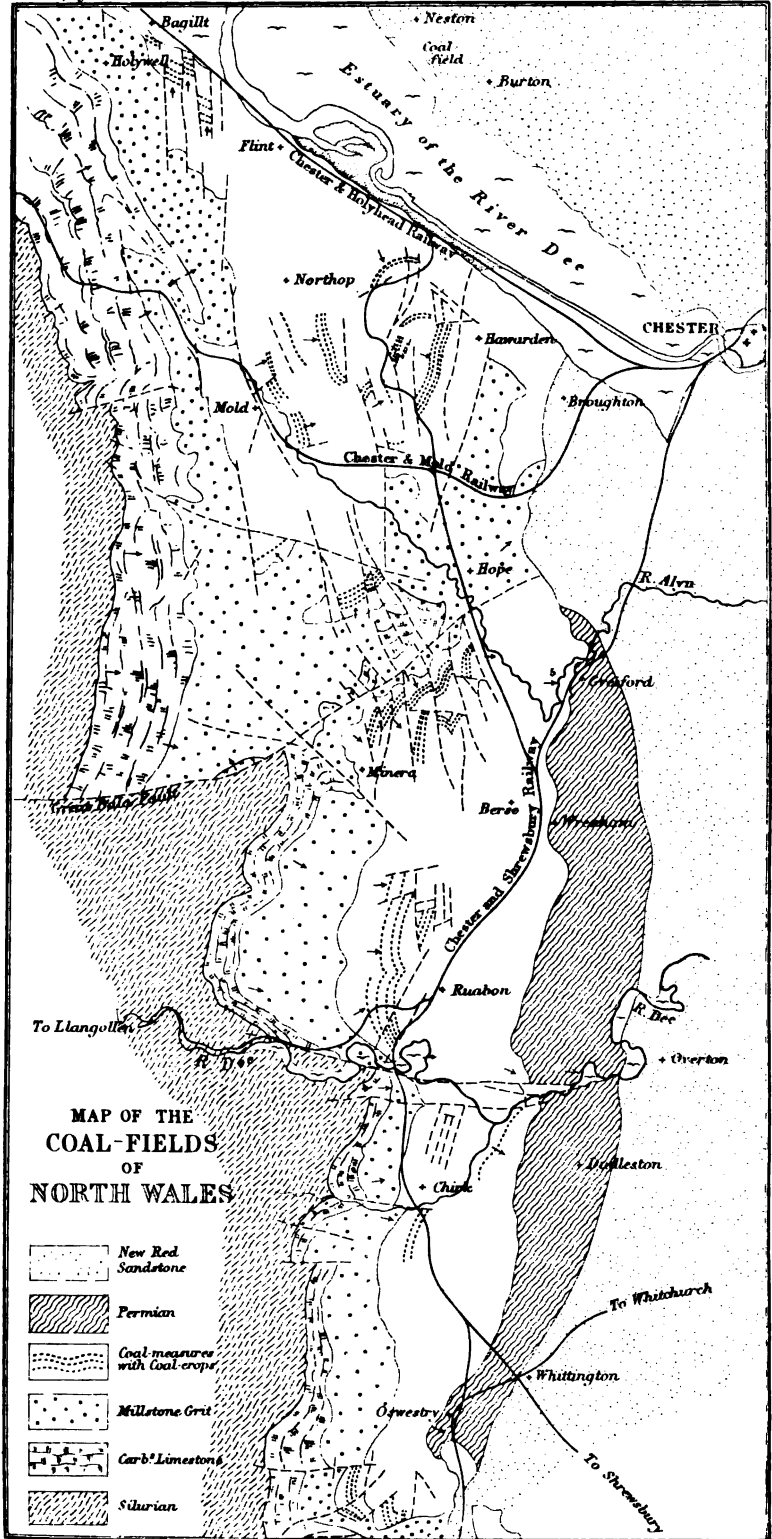 Bagillt
Neston
Coal
field
Holywell
Burton
Estuary of the River Dee
Flint
Chester & Holyhead Railway
Northop
CHESTER
Hawarden
Broughton
Mold
Chester & Mold Railway
Hope
R. Alyn
Gresford
Minera
Great Bala Fault
Berse
Wrexham
Chester and Shrewsbury Railway
Ruabon
To Llangollen
R. Dee
R. Dee
Overton
MAP OF THE
COAL-FIELDS
OF
NORTH WALES
Dudleston
Chirk
New Red
Sandstone
Permian
Coal-measures
with Coal-crops
Millstone Grit
Carb.s Limestone
Silurian
To Whitchurch
Whittington
Oswestry
To Shrewsbury